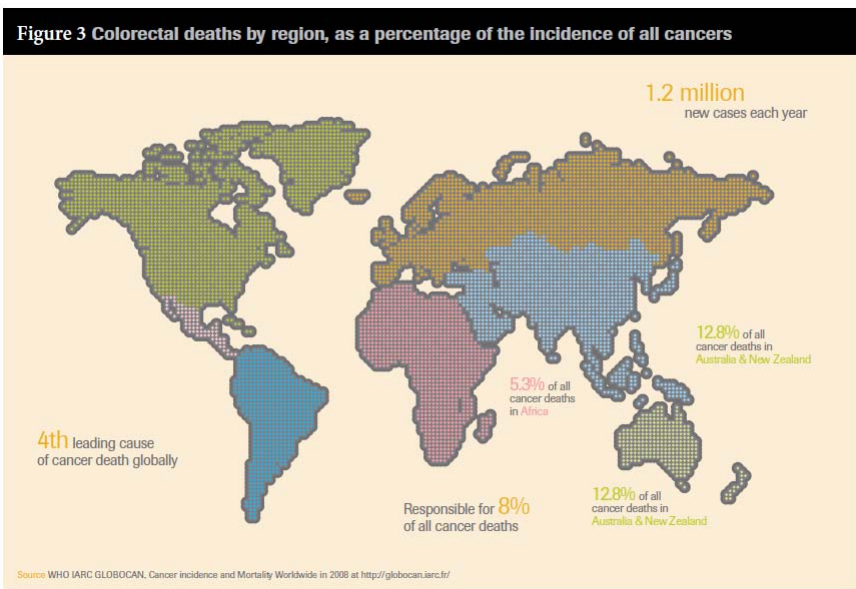 Figure 3 Colorectal deaths by region, as a percentage of the incidence of all cancers
1.2 million
new cases each year
12.8% of all
cancer deaths in
Australia & New Zealand
5.3% of all
cancer deaths
in Africa
4th leading cause
of cancer death globally
12.8% of all
cancer deaths in
Australia & New Zealand
Responsible for 8%
of all cancer deaths
Source WHO IARC GLOBOCAN, Cancer incidence and Mortality Worldwide in 2008 at http://globocan.iarc.fr/